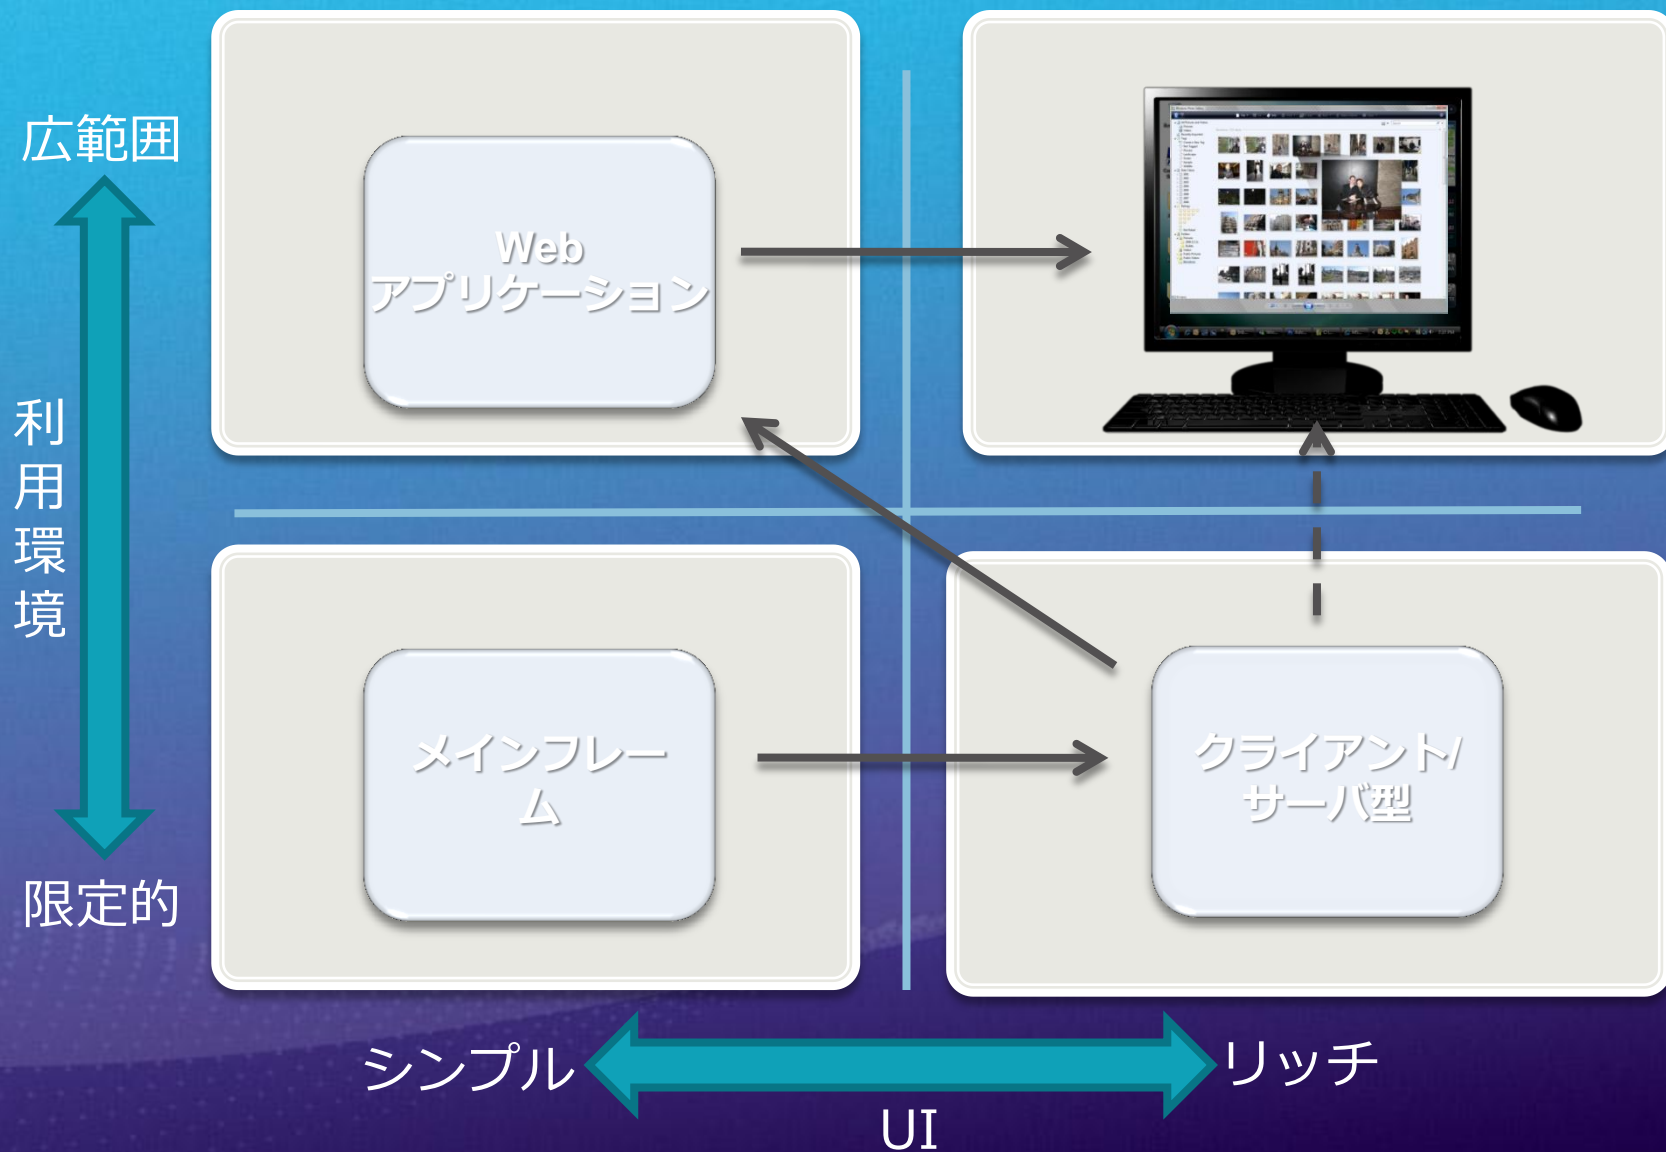 広範囲
Web
アプリケーション
利用環境
メインフレー
ム
クライアント/
サーバ型
限定的
シンプル
リッチ
UI